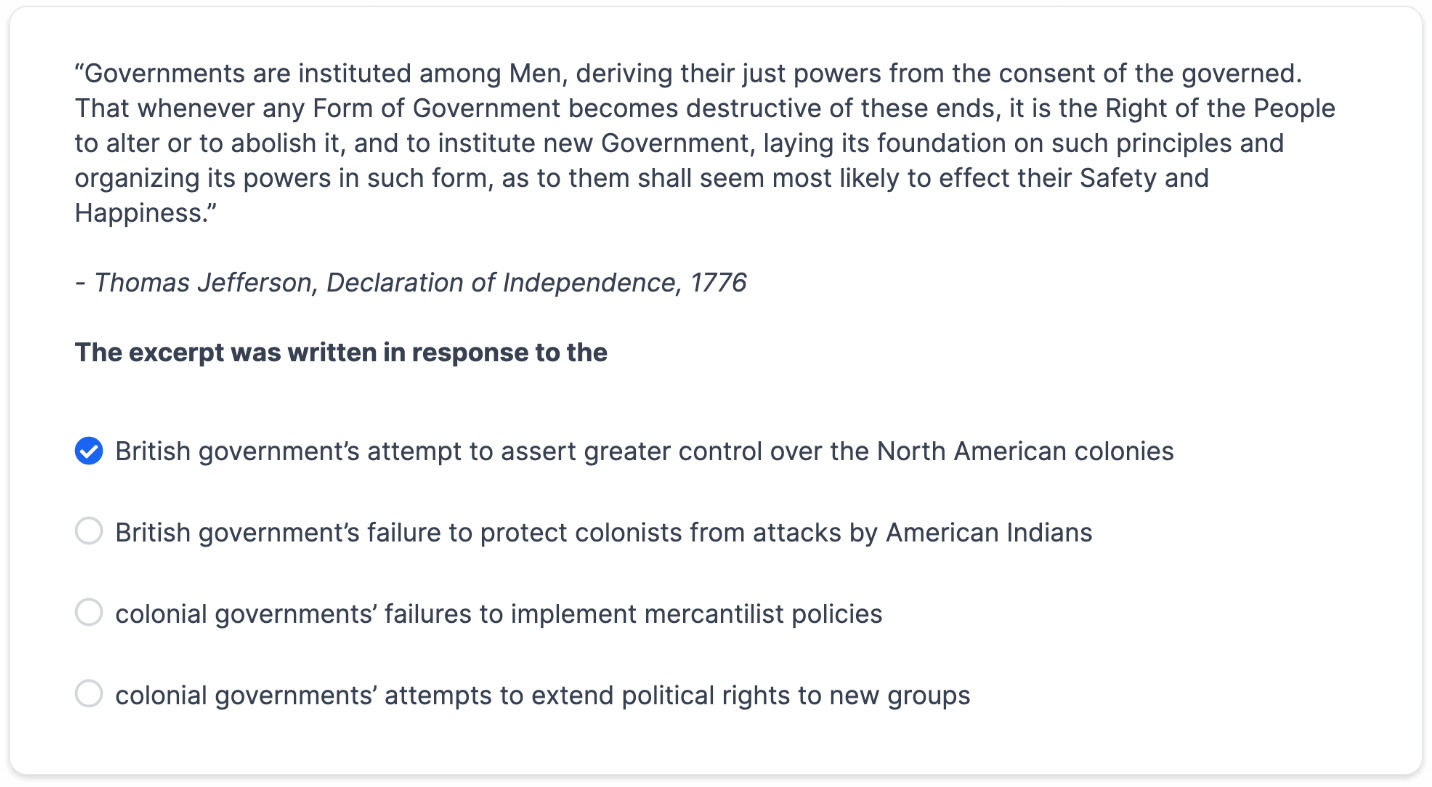 “Governments are instituted among Men, deriving their just powers from the consent of the governed.
That whenever any Form of Government becomes destructive of these ends, it is the Right of the People
to alter or to abolish it, and to institute new Government, laying its foundation on such principles and
organizing its powers in such form, as to them shall seem most likely to effect their Safety and
Happiness.”
- Thomas Jefferson, Declaration of Independence, 1776
The excerpt was written in response to the
British government’s attempt to assert greater control over the North American colonies
British government’s failure to protect colonists from attacks by American Indians
colonial governments’ failures to implement mercantilist policies
colonial governments’ attempts to extend political rights to new groups